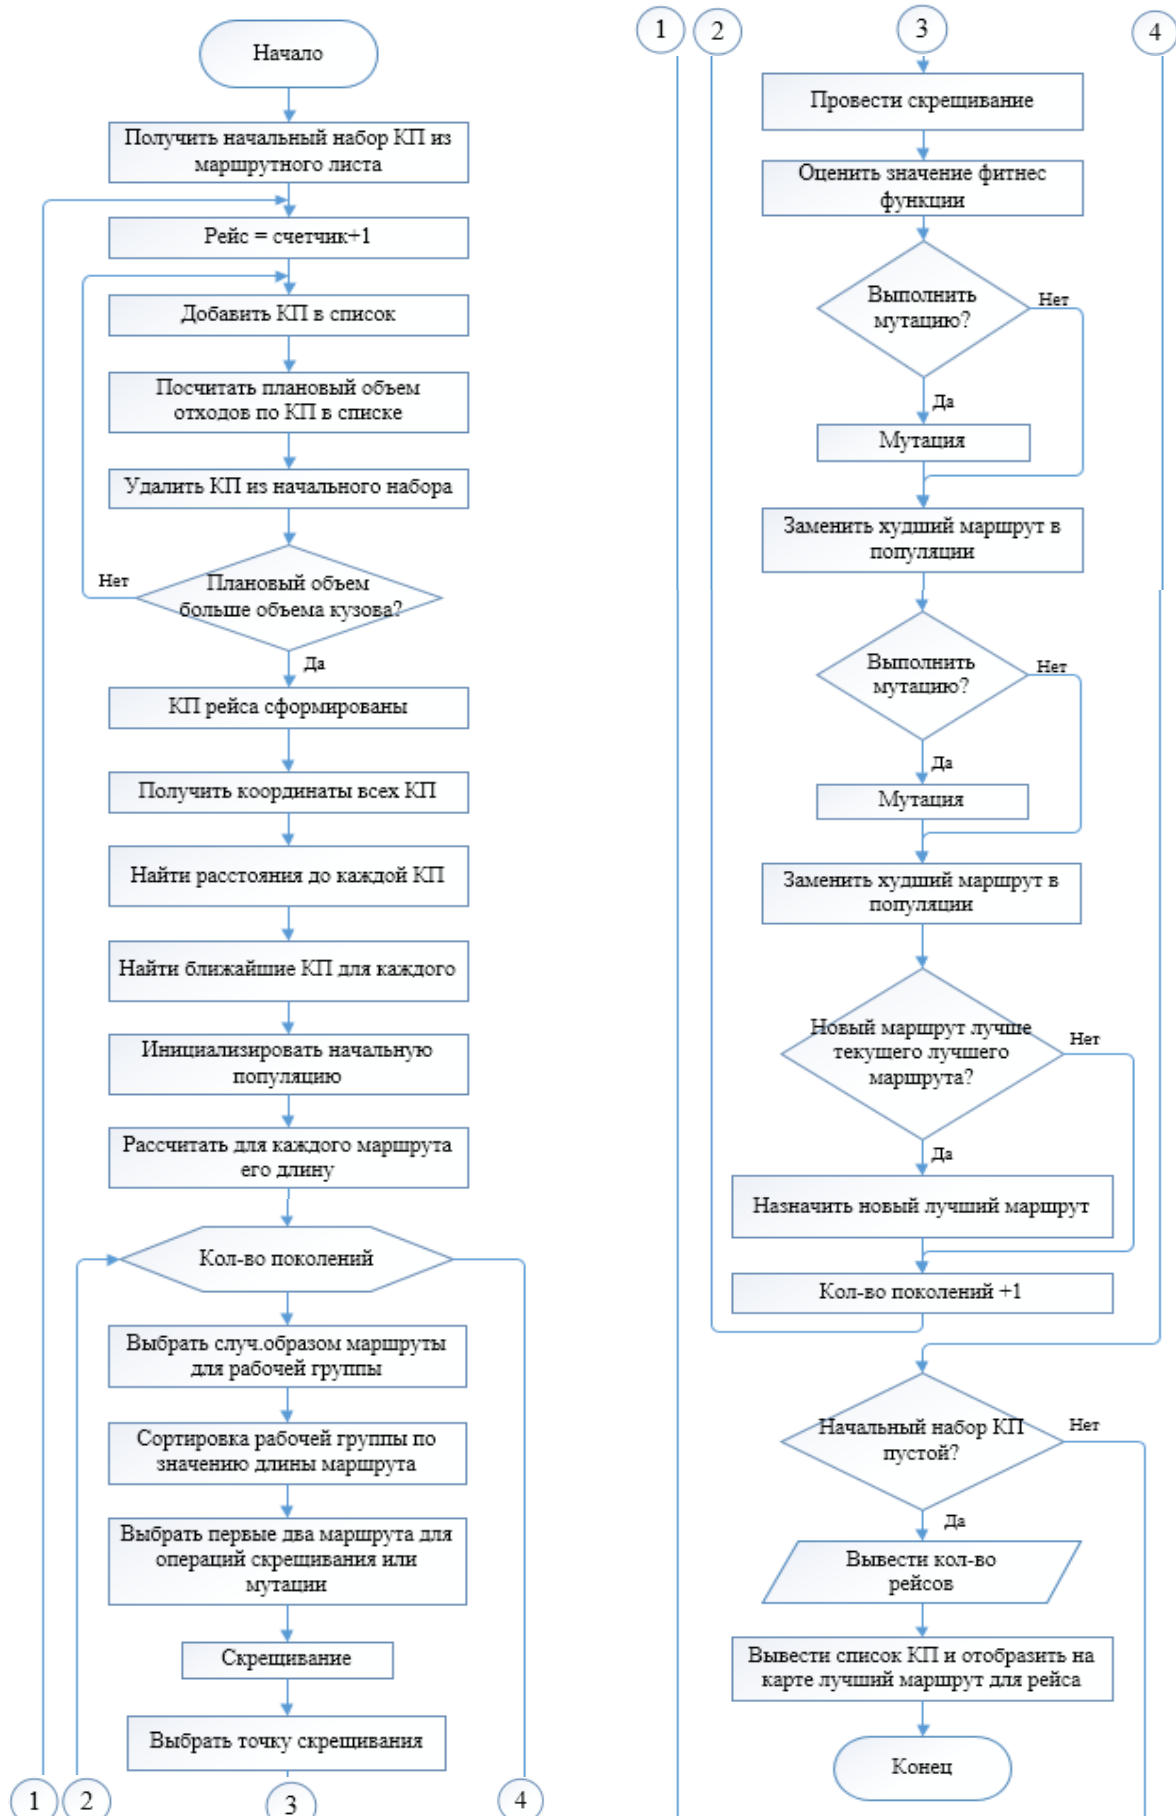 Начало
Получить начальный набор КП из
маршрутного листа
Рейс = счетчик+1
Добавить КП в список
Посчитать плановый объем
отходов по КП в списке
Удалить КП из начального набора
Плановый объем
больше объема кузова?
Нет
Да
КП рейса сформированы
Получить координаты всех КП
Найти расстояния до каждой КП
Найти ближайшие КП для каждого
Инициализировать начальную
популяцию
Рассчитать для каждого маршрута
его длину
Кол-во поколений
Выбрать случ.образом маршруты
для рабочей группы
Сортировка рабочей группы по
значению длины маршрута
Выбрать первые два маршрута для
операций скрещивания или
мутации
Скрещивание
Выбрать точку скрещивания
1
2
3
4
1
2
3
4
Провести скрещивание
Оценить значение фитнес
функции
Выполнить
мутацию?
Нет
Да
Мутация
Заменить худший маршрут в
популяции
Выполнить
мутацию?
Нет
Да
Мутация
Заменить худший маршрут в
популяции
Новый маршрут лучше
текущего лучшего
маршрута?
Нет
Да
Назначить новый лучший маршрут
Кол-во поколений +1
Начальный набор КП
пустой?
Нет
Да
Вывести кол-во
рейсов
Вывести список КП и отобразить на
карте лучший маршрут для рейса
Конец